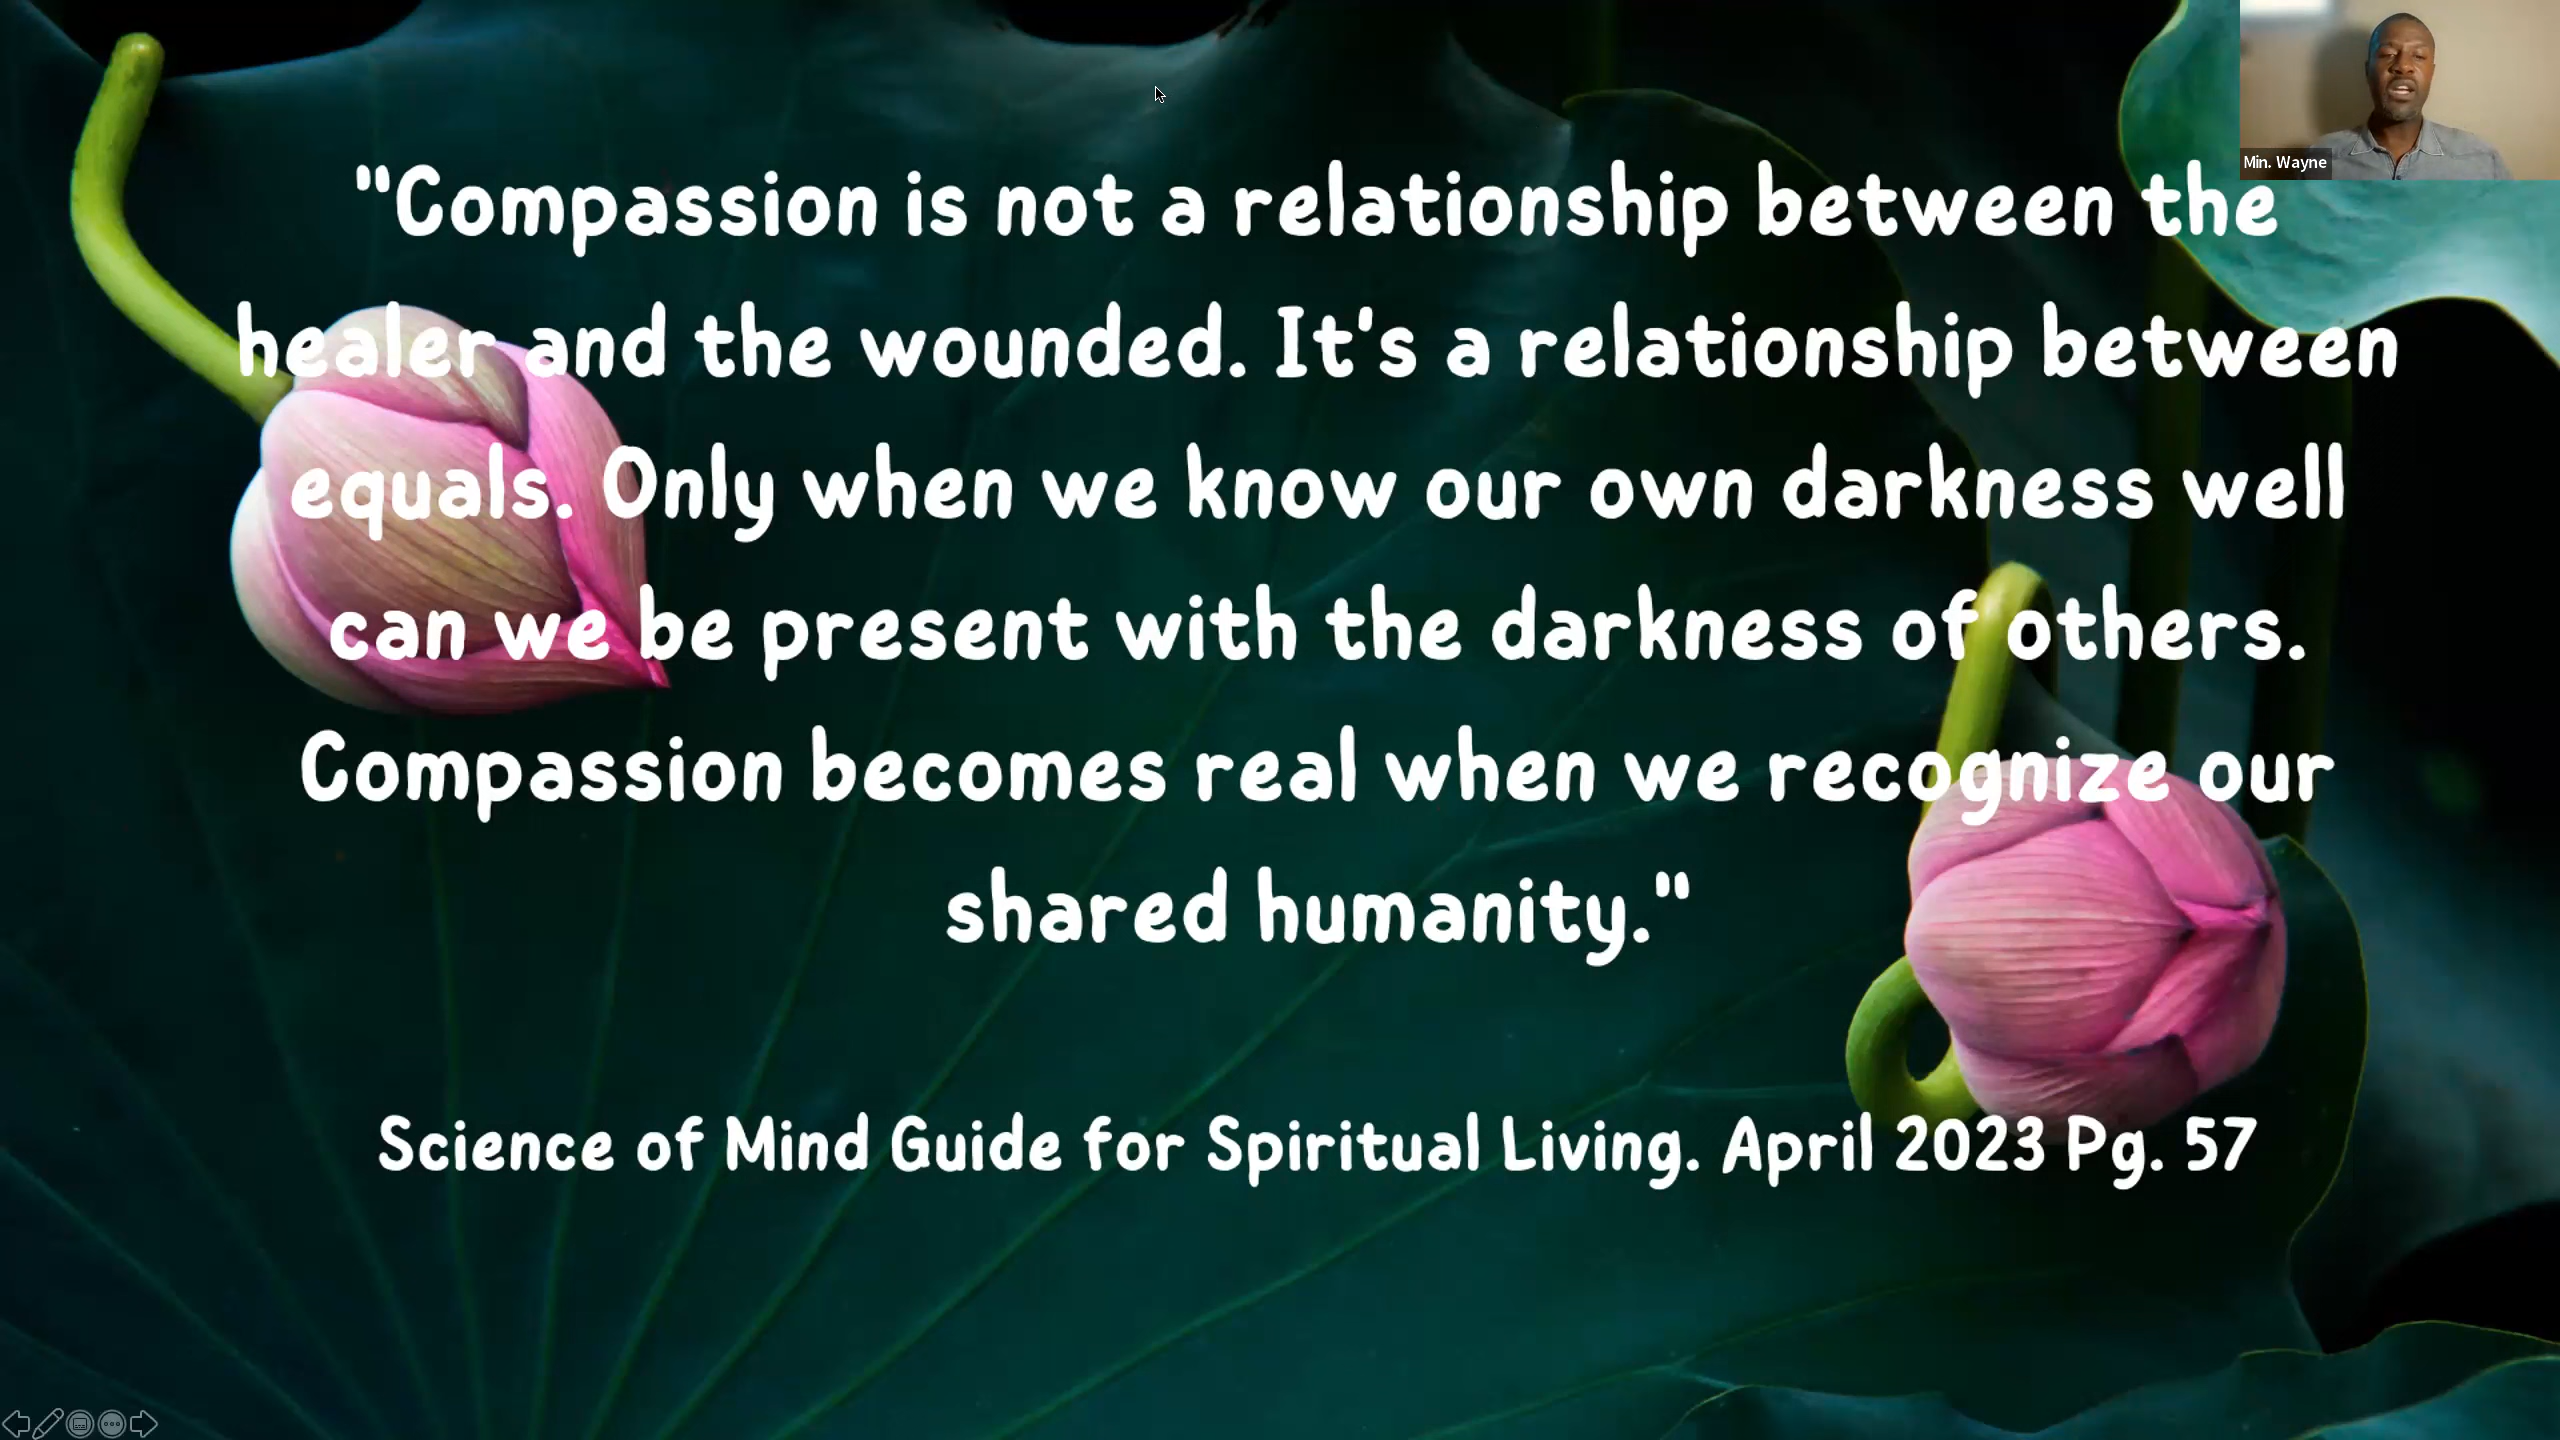 Min. Wayne
"Compassion is not a relationship between the
healer and the wounded. It's a relationship between
equals. Only when we know our own darkness well
can we be present with the darkness of others.
Compassion becomes real when we recognize our
shared humanity."
Science of Mind Guide for Spiritual Living. April 2023 Pg. 57